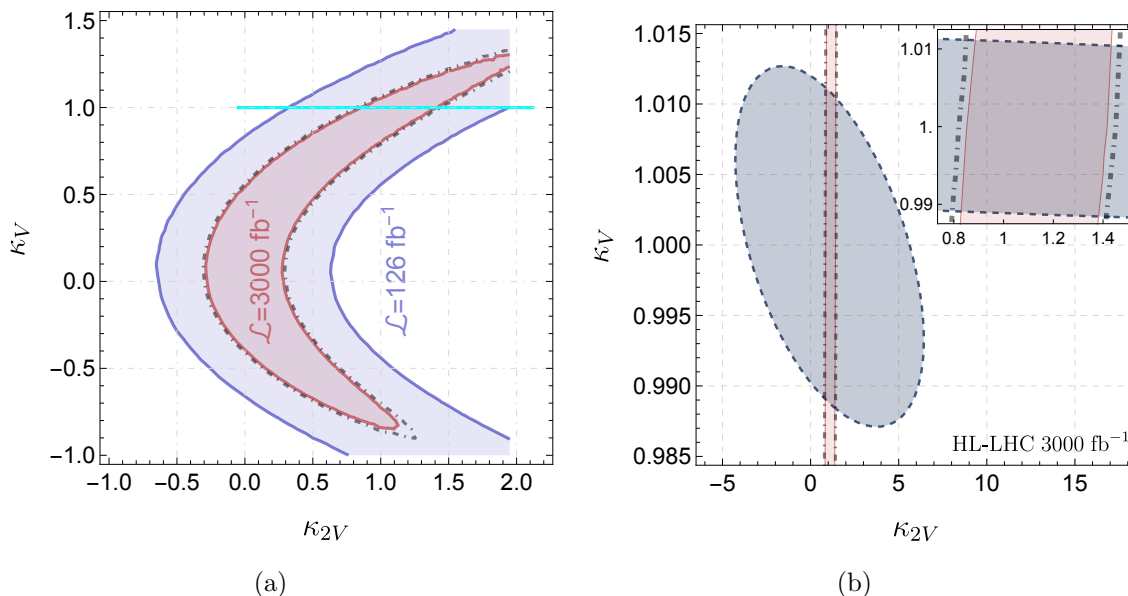 1.5
1.0
0.5
0.0
−0.5
−1.0
κV
ℒ=3000 fb−1
ℒ=126 fb−1
−1.0 −0.5 0.0 0.5 1.0 1.5 2.0
κ2V
(a)
1.015
1.010
1.005
1.000
0.995
0.990
0.985
κV
1.01
1.
0.99
0.8 1 1.2 1.4
HL-LHC 3000 fb−1
−5 0 5 10 15
κ2V
(b)